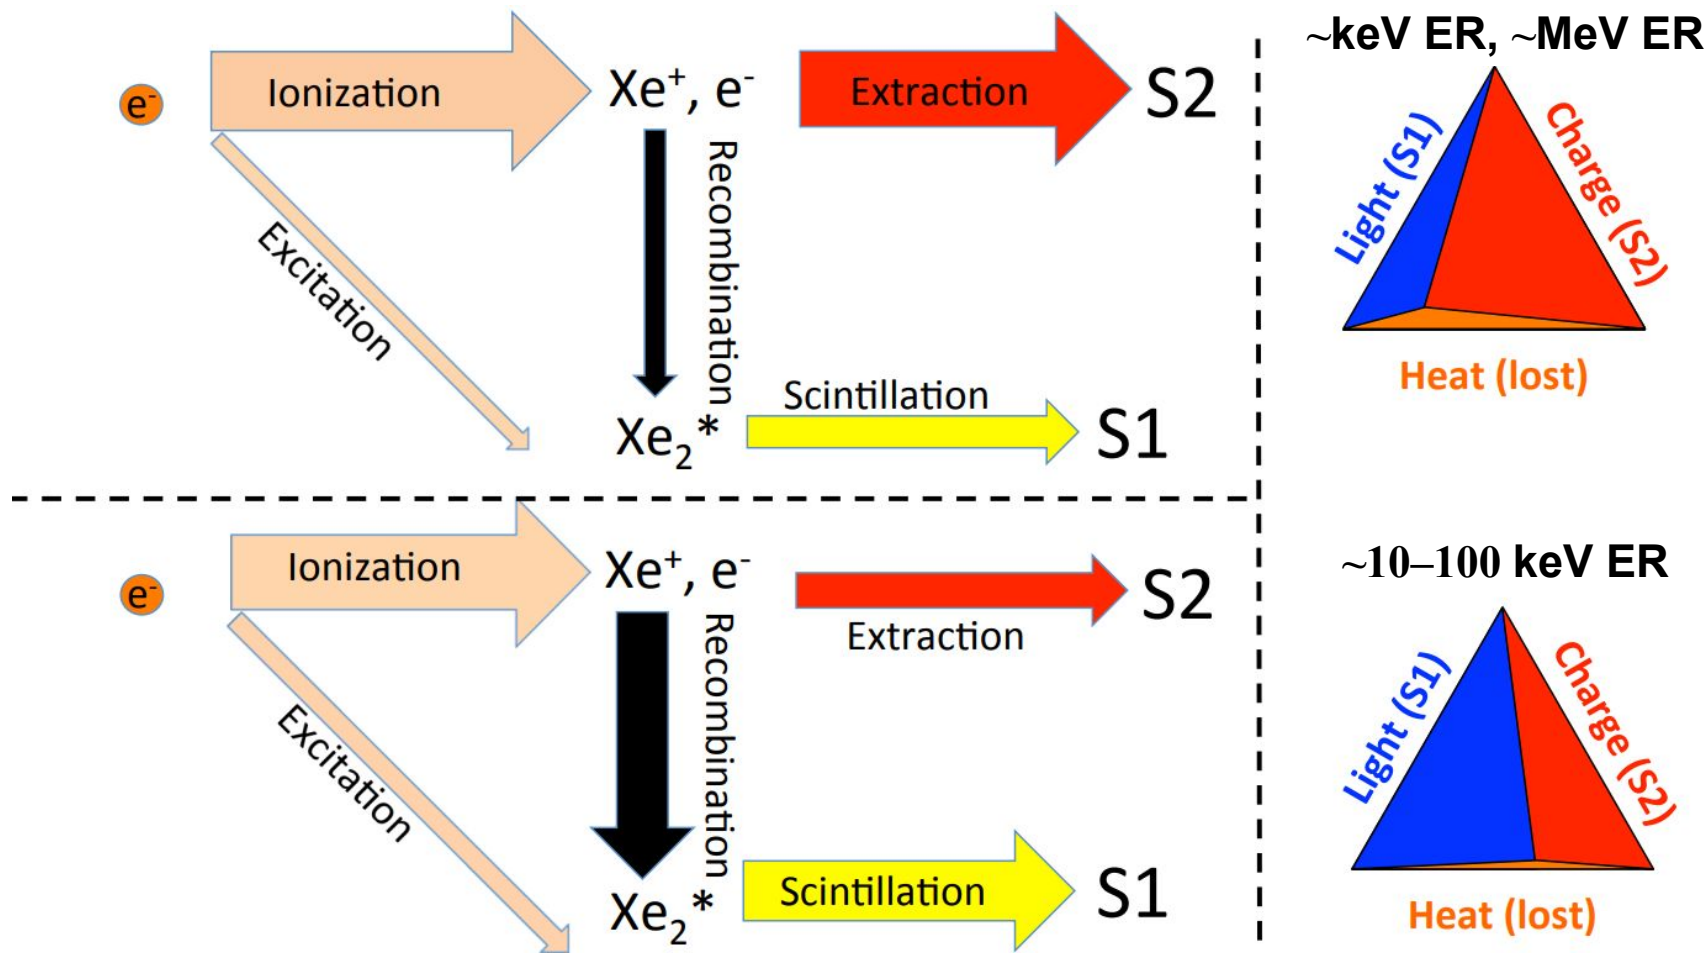 ~keV ER, ~MeV ER
e⁻
Ionization
Xe⁺, e⁻
Extraction
S2
Recombination
Excitation
Scintillation
Xe₂*
S1
Light (S1)
Charge (S2)
Heat (lost)
e⁻
Ionization
Xe⁺, e⁻
Extraction
S2
Recombination
Excitation
Xe₂*
Scintillation
S1
~10–100 keV ER
Light (S1)
Charge (S2)
Heat (lost)